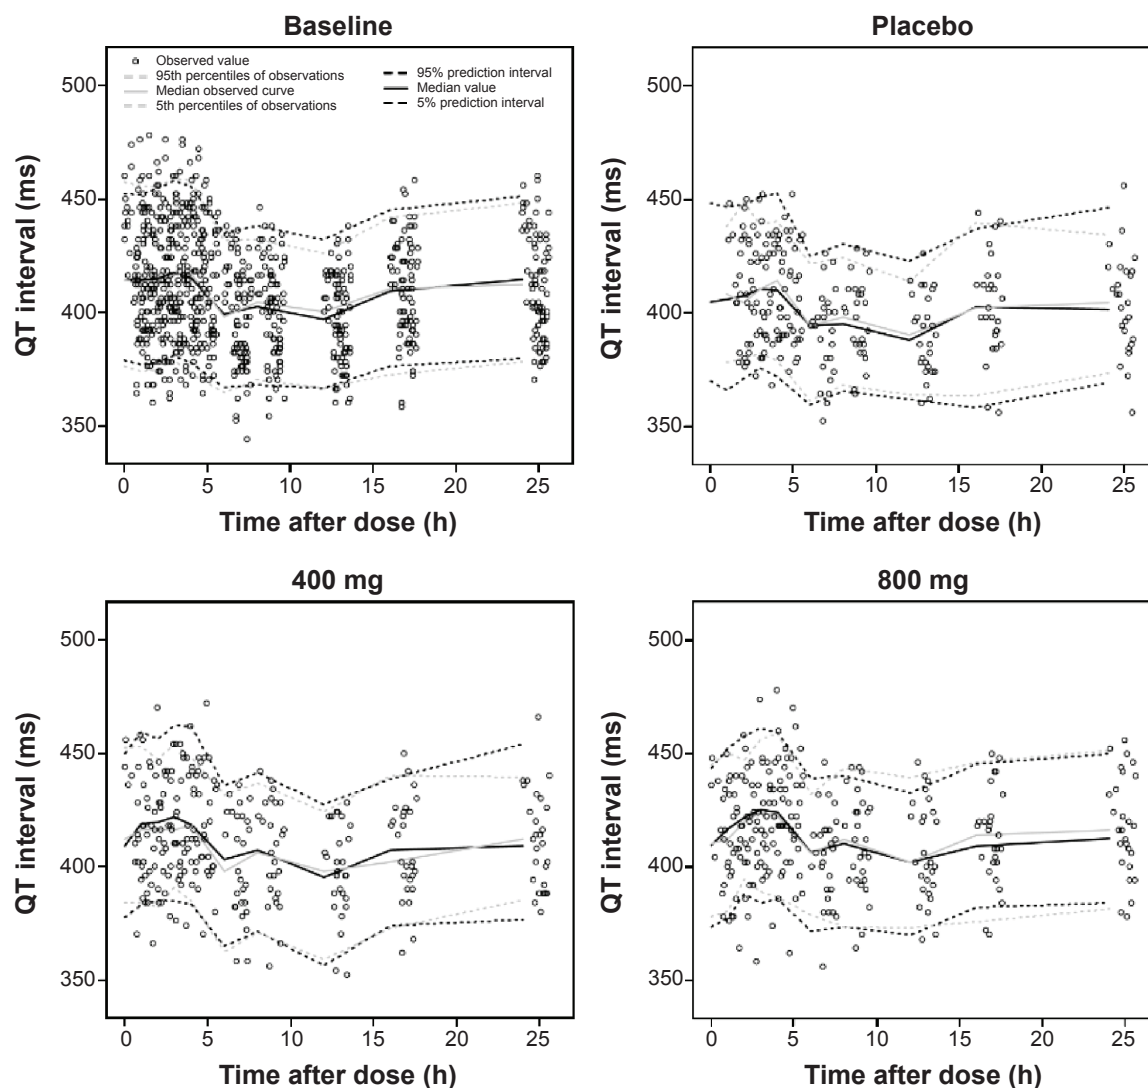 Baseline
Observed value
95th percentiles of observations
Median observed curve
5th percentiles of observations
95% prediction interval
Median value
5% prediction interval
500
450
400
350
QT interval (ms)
0 5 10 15 20 25
Time after dose (h)
Placebo
500
450
400
350
QT interval (ms)
0 5 10 15 20 25
Time after dose (h)
400 mg
500
450
400
350
QT interval (ms)
0 5 10 15 20 25
Time after dose (h)
800 mg
500
450
400
350
QT interval (ms)
0 5 10 15 20 25
Time after dose (h)